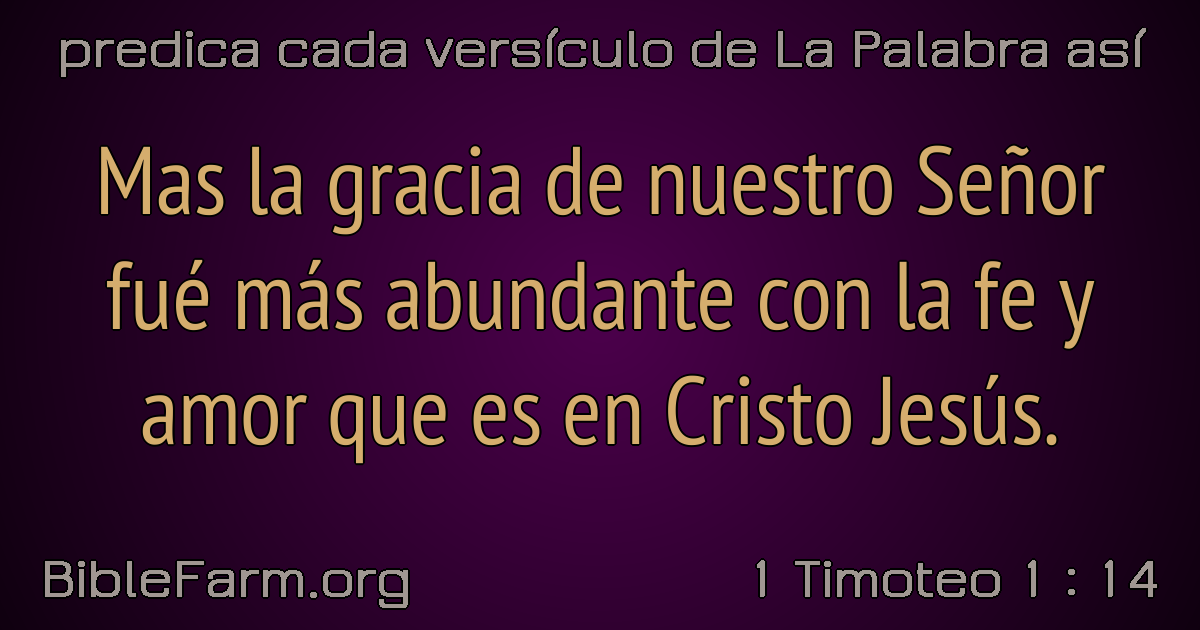 predica cada versículo de La Palabra así
Mas la gracia de nuestro Señor
fué más abundante con la fe y
amor que es en Cristo Jesús.
BibleFarm.org
1 Timoteo 1 : 14